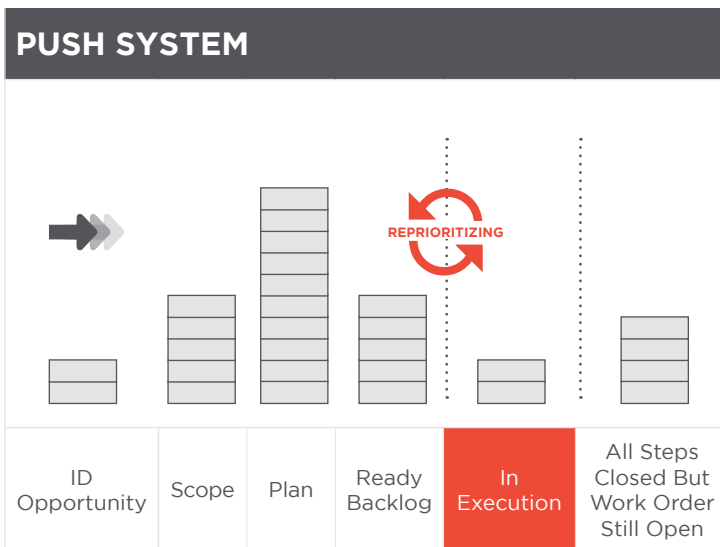 PUSH SYSTEM
REPRIORITIZING
ID
Opportunity
Scope
Plan
Ready
Backlog
In
Execution
All Steps
Closed But
Work Order
Still Open